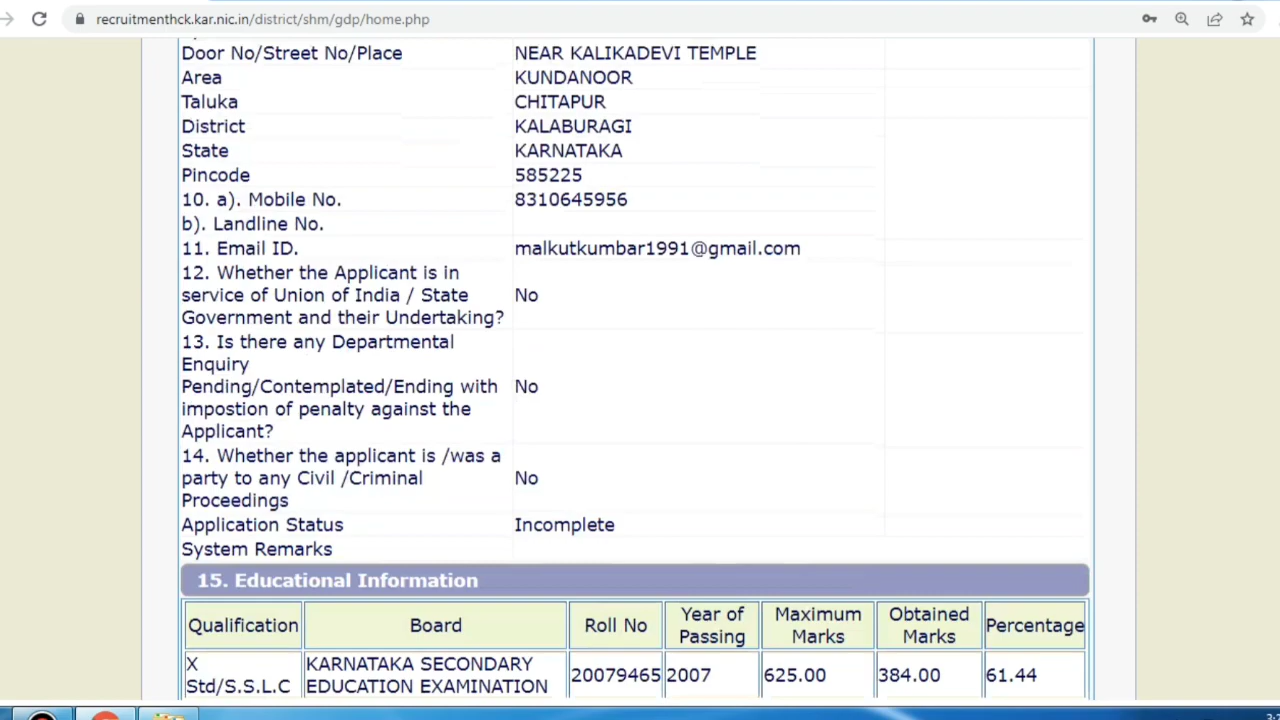 recruitmenthck.kar.nic.in/district/shm/gdp/home.php
Door No/Street No/Place NEAR KALIKADEVI TEMPLE
Area KUNDANOOR
Taluka CHITAPUR
District KALABURAGI
State KARNATAKA
Pincode 585225
10. a). Mobile No. 8310645956
b). Landline No.
11. Email ID. malkutkumbar1991@gmail.com
12. Whether the Applicant is in
service of Union of India / State No
Government and their Undertaking?
13. Is there any Departmental
Enquiry
Pending/Contemplated/Ending with No
impostion of penalty against the
Applicant?
14. Whether the applicant is /was a
party to any Civil /Criminal No
Proceedings
Application Status Incomplete
System Remarks
15. Educational Information
Qualification Board Roll No Year of Passing Maximum Marks Obtained Marks Percentage
X Std/S.S.L.C KARNATAKA SECONDARY EDUCATION EXAMINATION 20079465 2007 625.00 384.00 61.44